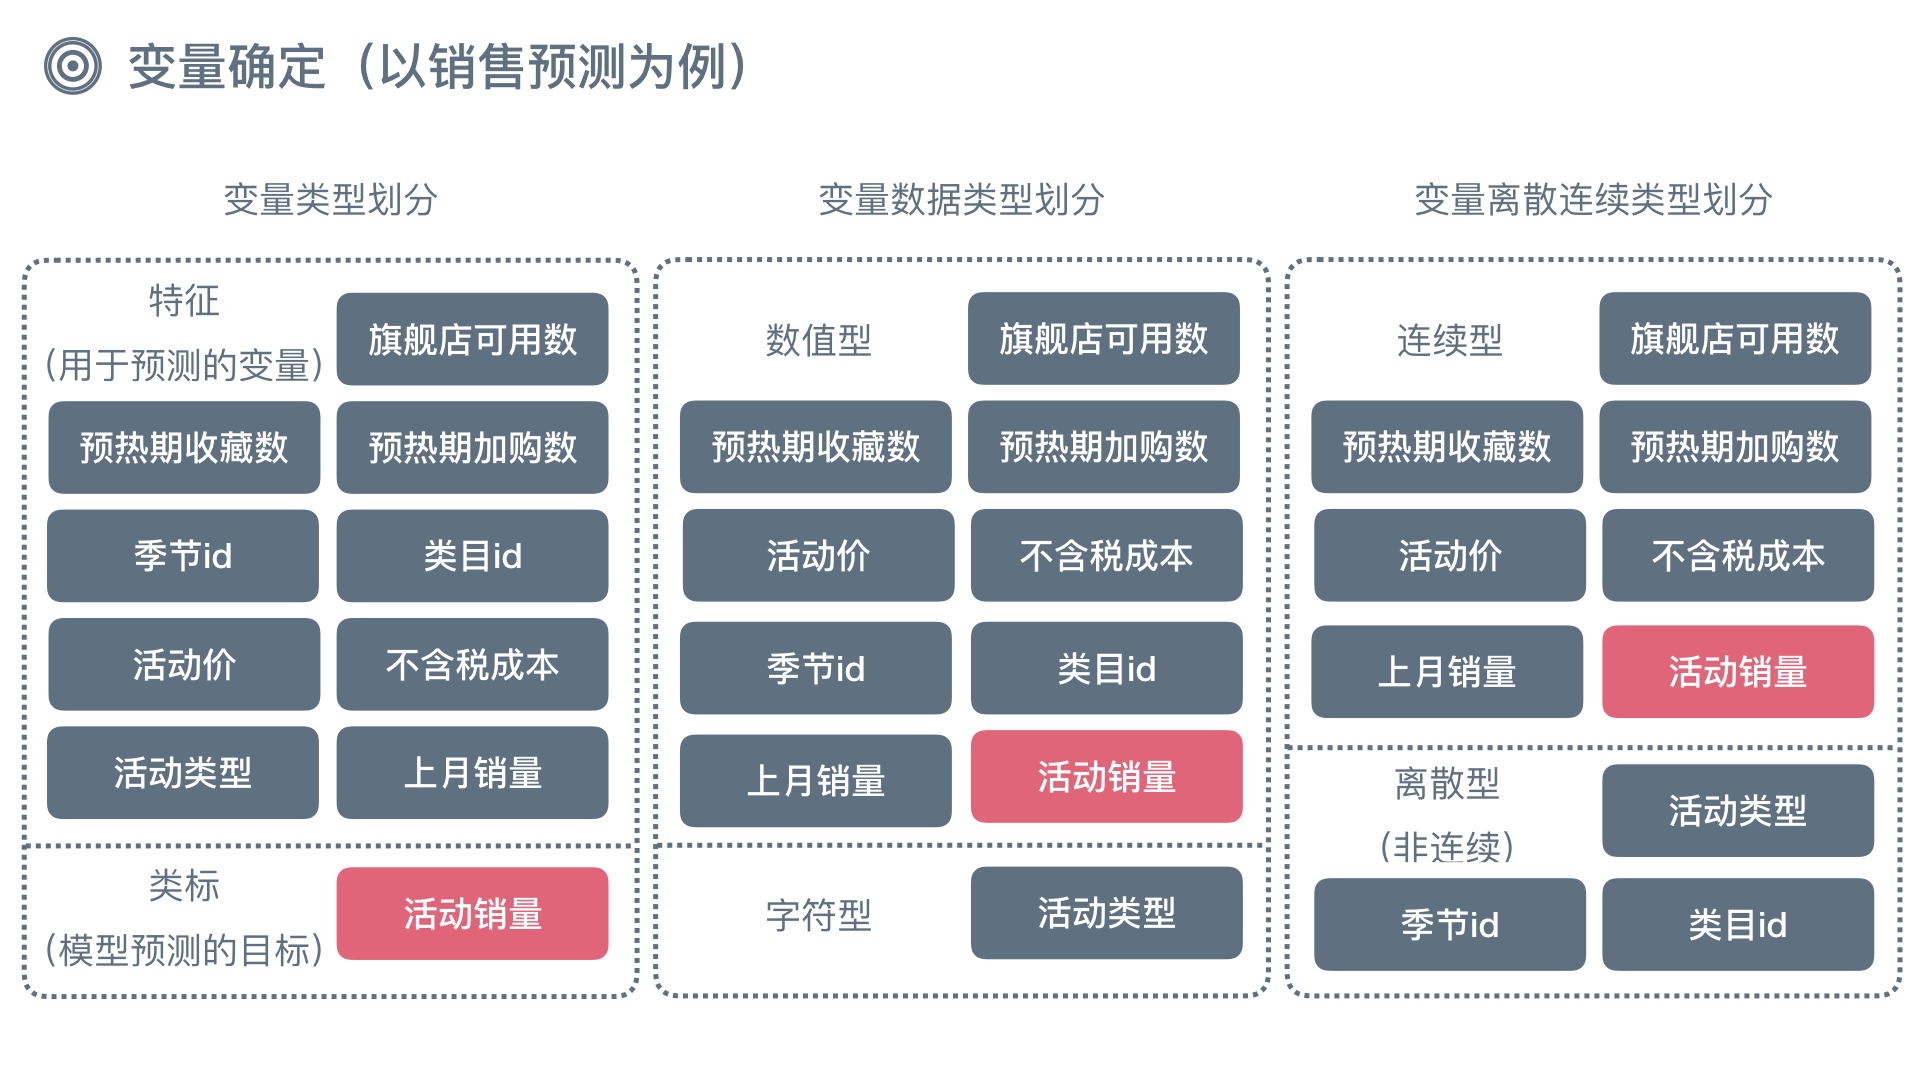 变量确定（以销售预测为例）
变量类型划分
特征
(用于预测的变量)
旗舰店可用数
预热期收藏数
预热期加购数
季节id
类目id
活动价
不含税成本
活动类型
上月销量
类标
(模型预测的目标)
活动销量
变量数据类型划分
数值型
旗舰店可用数
预热期收藏数
预热期加购数
活动价
不含税成本
季节id
类目id
上月销量
活动销量
字符型
活动类型
变量离散连续类型划分
连续型
旗舰店可用数
预热期收藏数
预热期加购数
活动价
不含税成本
上月销量
活动销量
离散型
(非连续)
活动类型
季节id
类目id